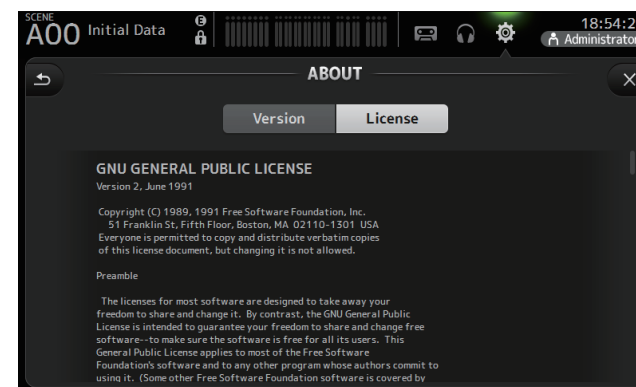 SCENE
A00 Initial Data
E
18:54:2
Administrator
ABOUT
Version
License
GNU GENERAL PUBLIC LICENSE
Version 2, June 1991
Copyright (C) 1989, 1991 Free Software Foundation, Inc.
51 Franklin St, Fifth Floor, Boston, MA 02110-1301 USA
Everyone is permitted to copy and distribute verbatim copies
of this license document, but changing it is not allowed.
Preamble
The licenses for most software are designed to take away your
freedom to share and change it. By contrast, the GNU General Public
License is intended to guarantee your freedom to share and change free
software--to make sure the software is free for all its users. This
General Public License applies to most of the Free Software
Foundation's software and to any other program whose authors commit to
using it. (Some other Free Software Foundation software is covered by